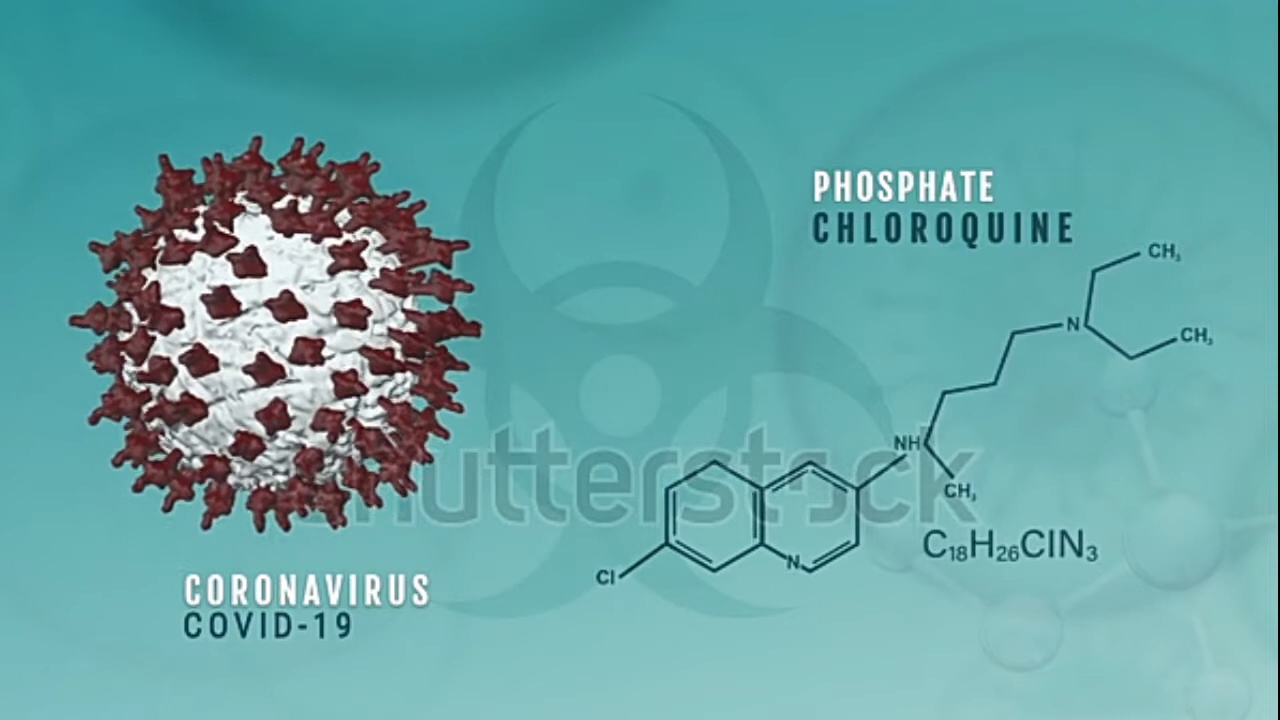 PHOSPHATE
CHLOROQUINE
CH₃
N
CH₃
NH
CH₃
shutterstock
C₁₈H₂₆ClN₃
N
Cl
CORONAVIRUS
COVID-19